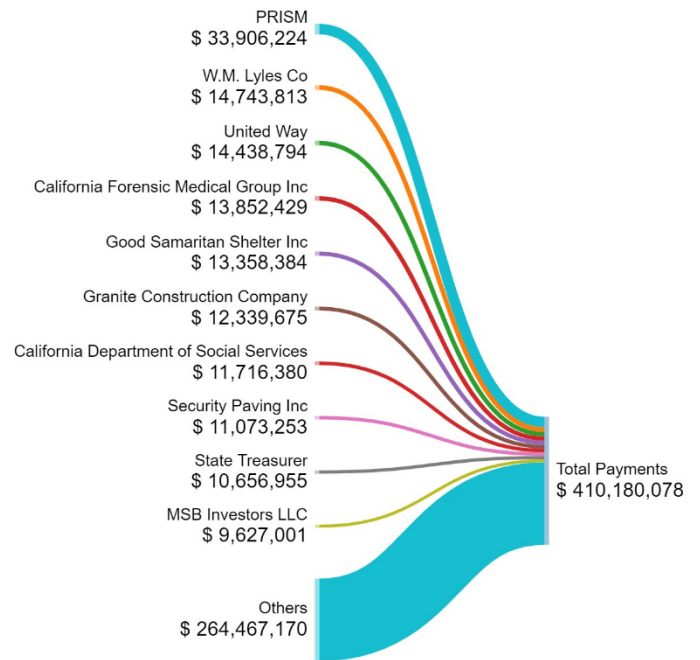 PRISM
$ 33,906,224
W.M. Lyles Co
$ 14,743,813
United Way
$ 14,438,794
California Forensic Medical Group Inc
$ 13,852,429
Good Samaritan Shelter Inc
$ 13,358,384
Granite Construction Company
$ 12,339,675
California Department of Social Services
$ 11,716,380
Security Paving Inc
$ 11,073,253
State Treasurer
$ 10,656,955
MSB Investors LLC
$ 9,627,001
Others
$ 264,467,170
Total Payments
$ 410,180,078